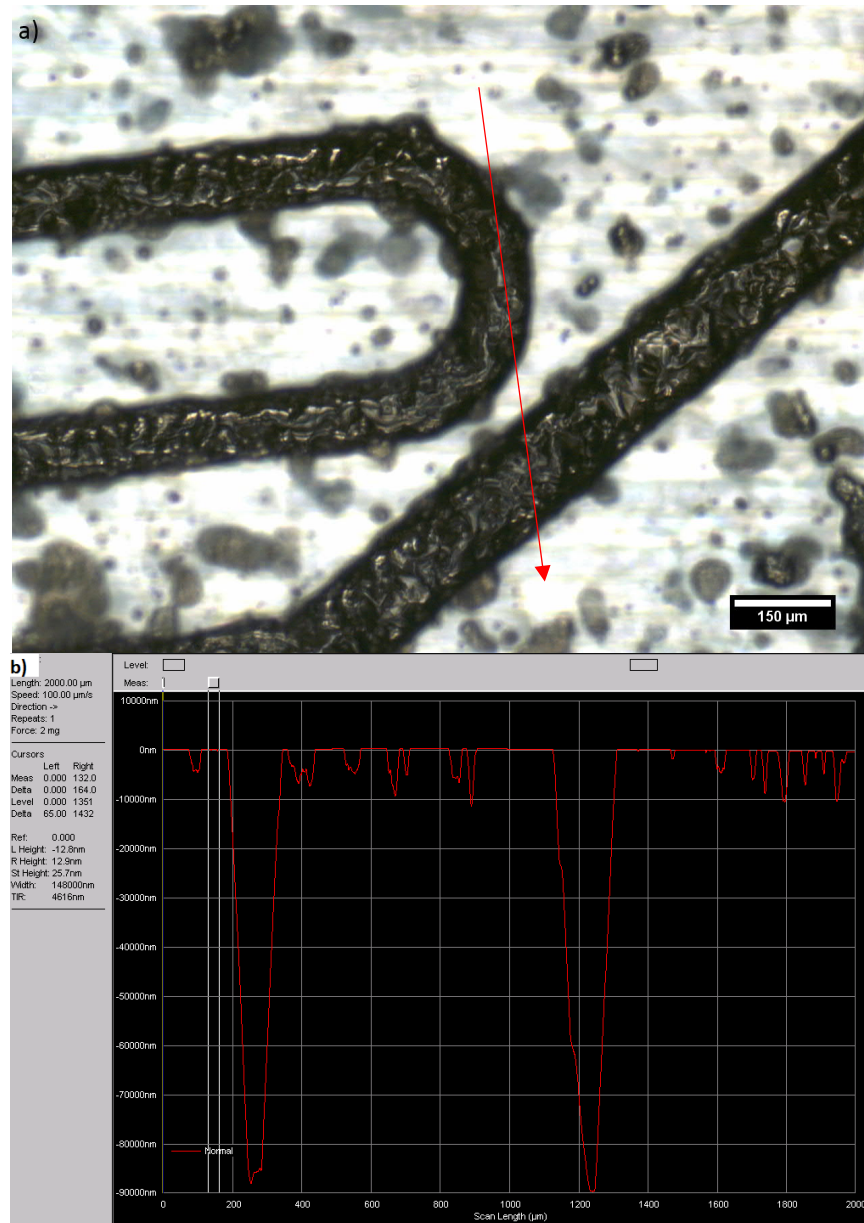 a)
150 µm
b)
Length: 2000.00 µm
Speed: 100.00 µm/s
Direction ->
Repeats: 1
Force: 2 mg
Cursors
Left Right
Meas 0.000 132.0
Delta 0.000 164.0
Level 0.000 1351
Delta 65.00 1432
Ref: 0.000
L Height: -12.8nm
R Height: 12.9nm
St Height: 25.7nm
Width: 148000nm
TIR: 4616nm
Level:
Meas:
10000nm
0nm
-10000nm
-20000nm
-30000nm
-40000nm
-50000nm
-60000nm
-70000nm
-80000nm
-90000nm
Normal
0 200 400 600 800 1000 1200 1400 1600 1800 2000
Scan Length (µm)